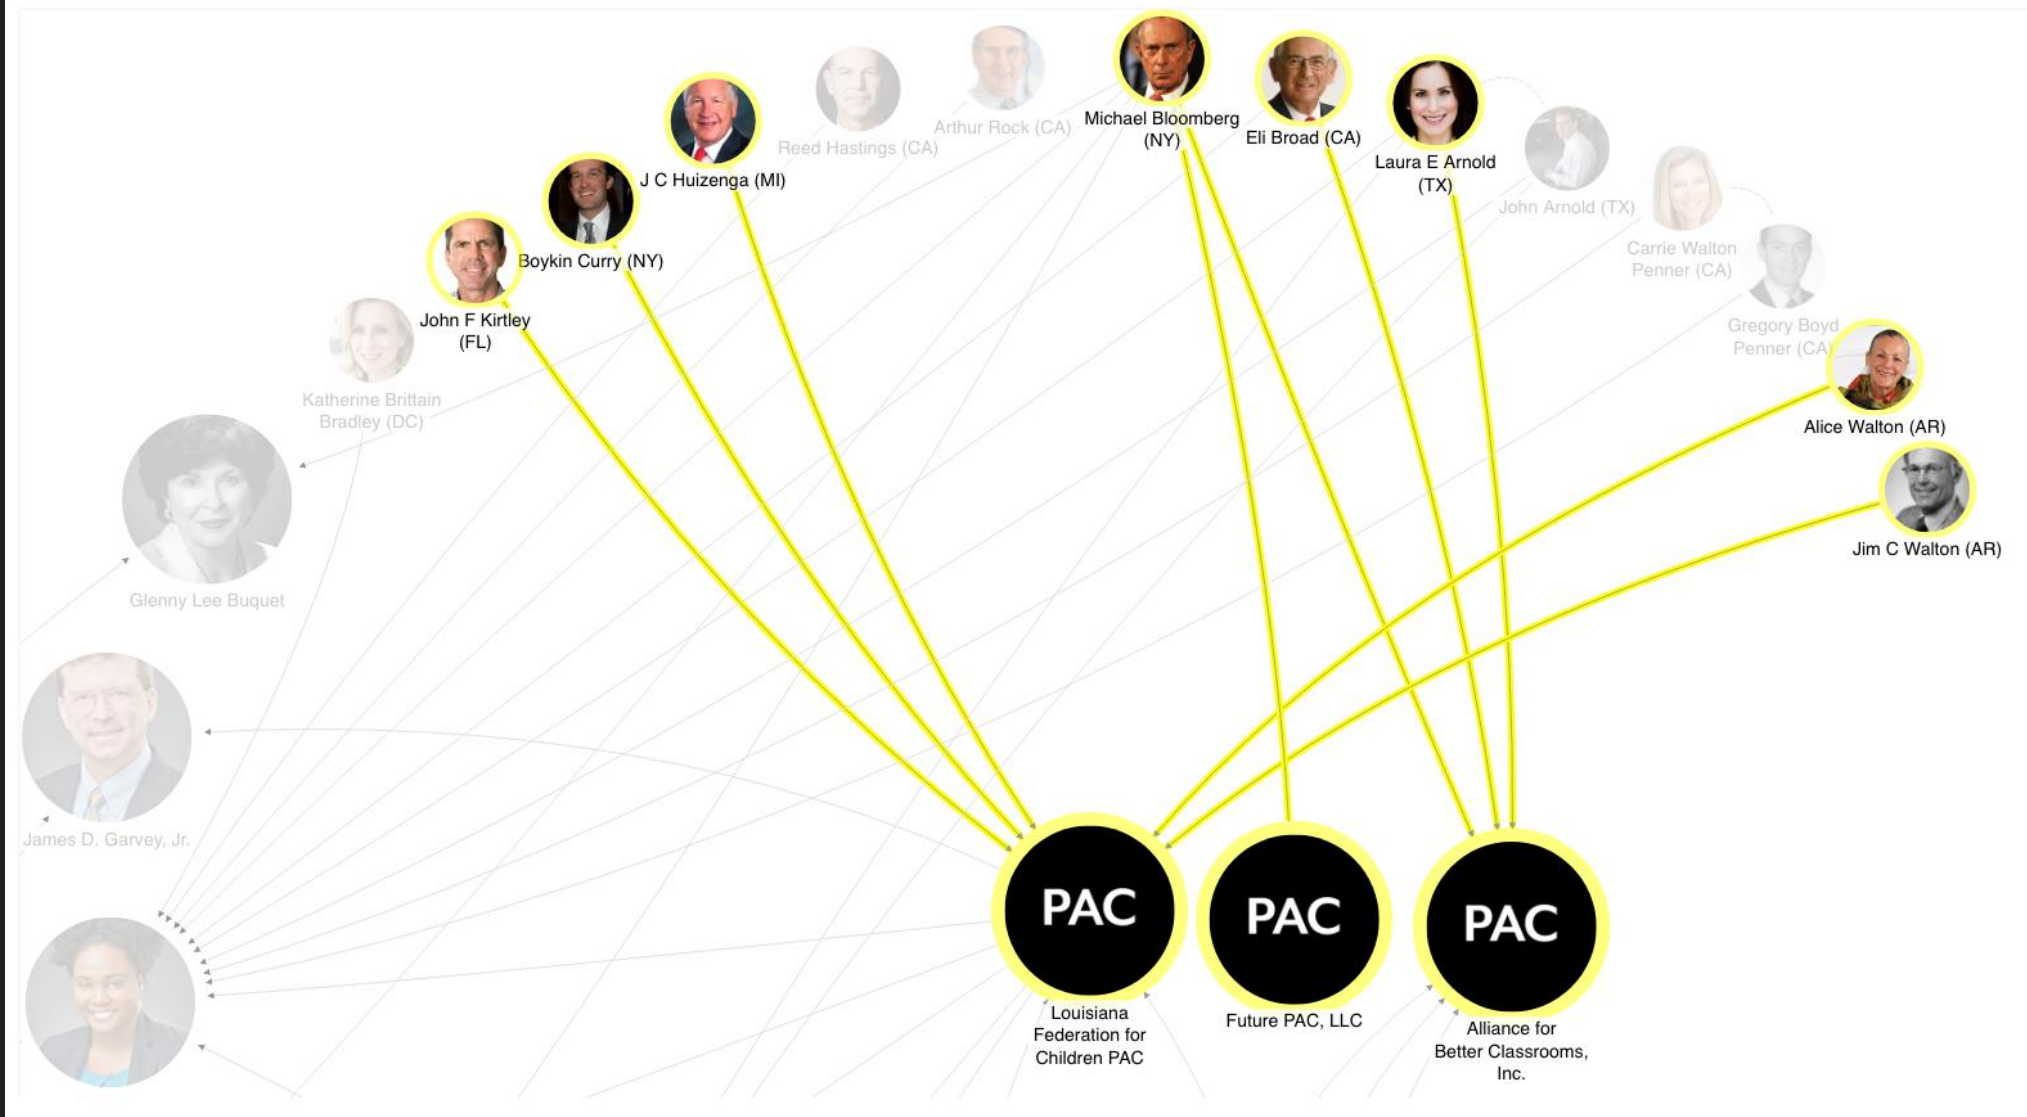 Michael Bloomberg
(NY)
Eli Broad (CA)
Arthur Rock (CA)
Reed Hastings (CA)
Laura E Arnold
(TX)
J C Huizenga (MI)
John Arnold (TX)
Carrie Walton
Penner (CA)
Boykin Curry (NY)
John F Kirtley
(FL)
Gregory Boyd
Penner (CA)
Katherine Brittain
Bradley (DC)
Alice Walton (AR)
Jim C Walton (AR)
Glenny Lee Buquet
James D. Garvey, Jr.
PAC
PAC
PAC
Louisiana
Federation for
Children PAC
Future PAC, LLC
Alliance for
Better Classrooms,
Inc.